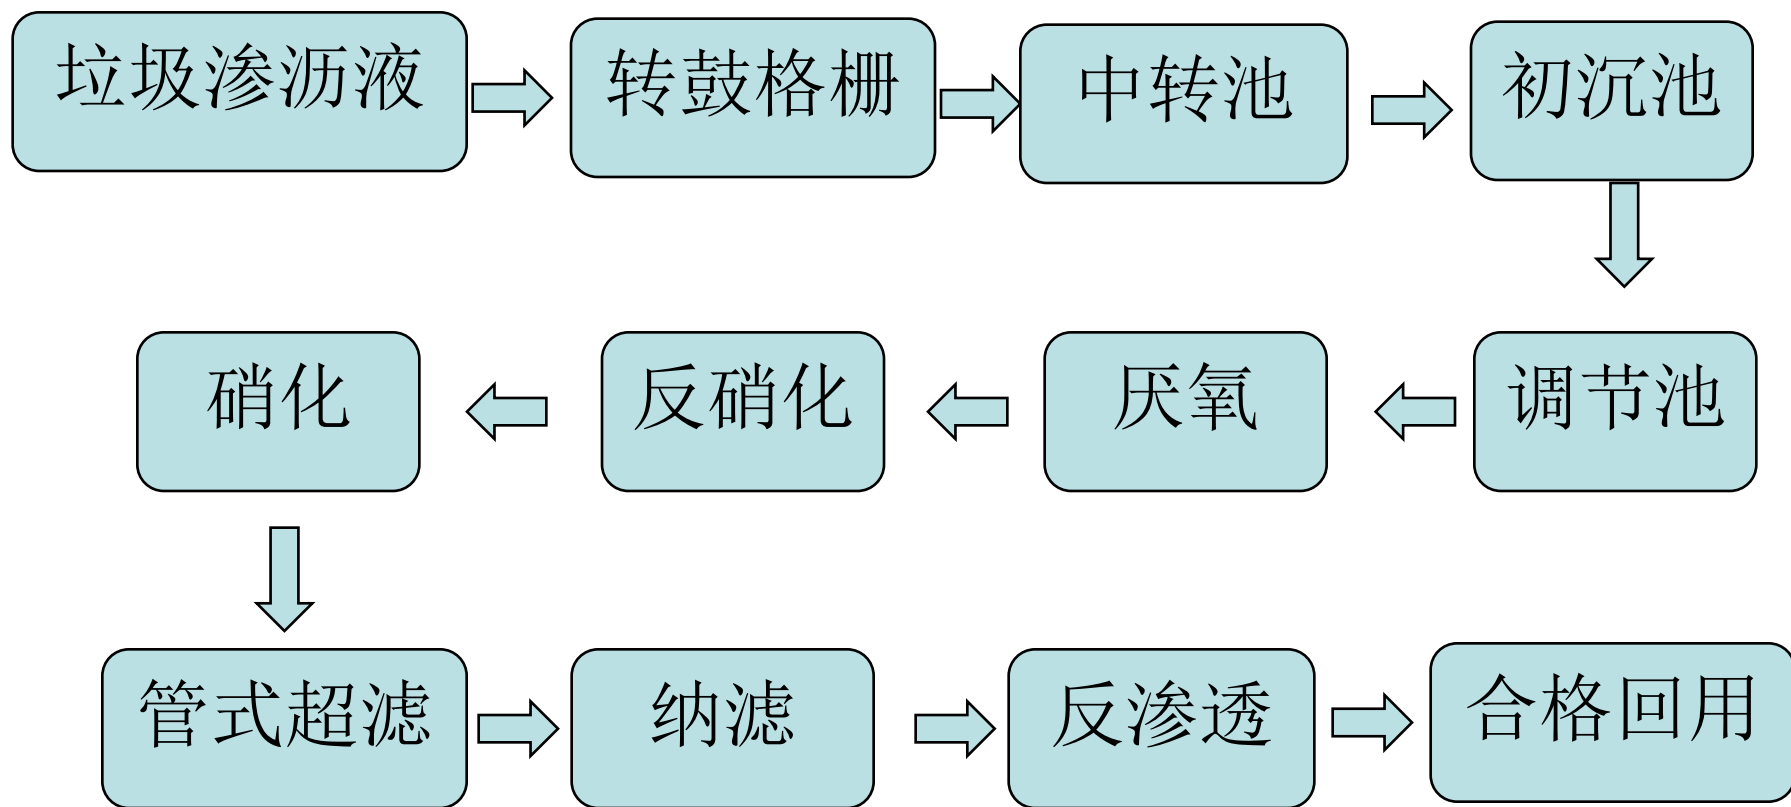 垃圾渗沥液
转鼓格栅
中转池
初沉池
调节池
厌氧
反硝化
硝化
管式超滤
纳滤
反渗透
合格回用